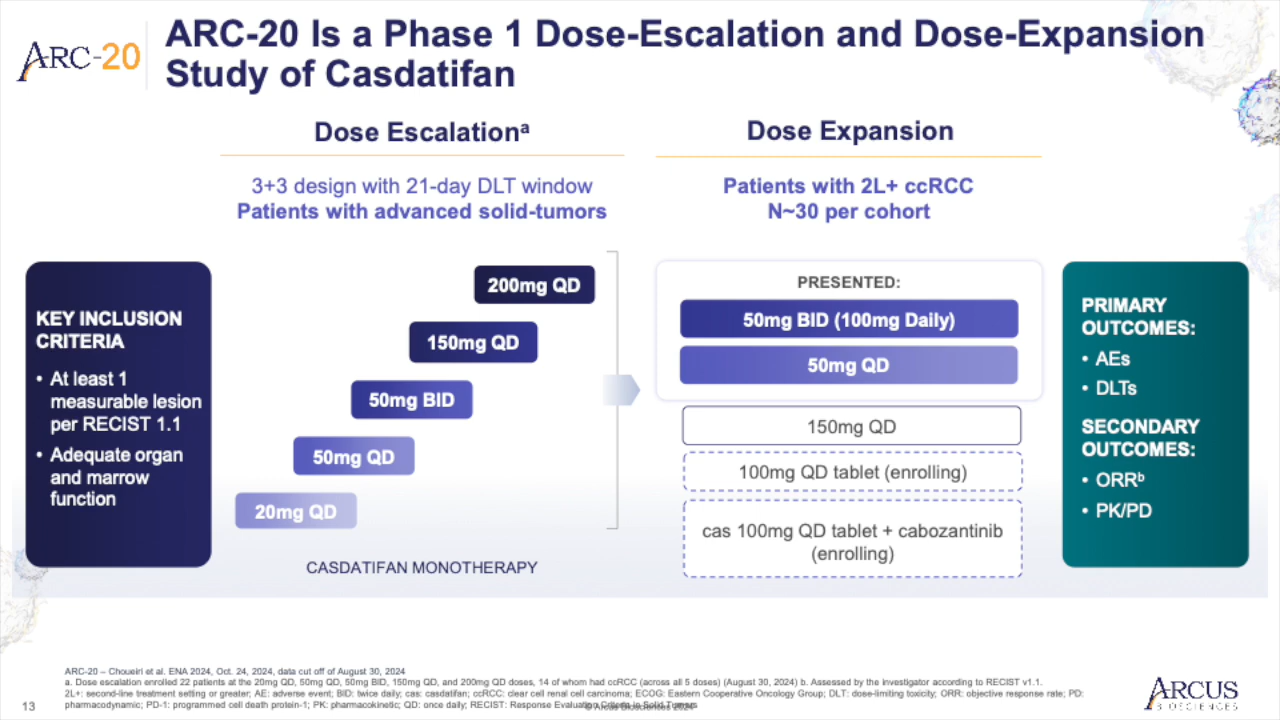 ARC-20
ARC-20 Is a Phase 1 Dose-Escalation and Dose-Expansion
Study of Casdatifan
Dose Escalationᵃ
3+3 design with 21-day DLT window
Patients with advanced solid-tumors
KEY INCLUSION
CRITERIA
• At least 1
measurable lesion
per RECIST 1.1
• Adequate organ
and marrow
function
200mg QD
150mg QD
50mg BID
50mg QD
20mg QD
CASDATIFAN MONOTHERAPY
Dose Expansion
Patients with 2L+ ccRCC
N~30 per cohort
PRESENTED:
50mg BID (100mg Daily)
50mg QD
150mg QD
100mg QD tablet (enrolling)
cas 100mg QD tablet + cabozantinib
(enrolling)
PRIMARY
OUTCOMES:
• AEs
• DLTs
SECONDARY
OUTCOMES:
• ORRᵇ
• PK/PD
ARC-20 – Choueiri et al. ENA 2024, Oct. 24, 2024, data cut off of August 30, 2024
a. Dose escalation enrolled 22 patients at the 20mg QD, 50mg QD, 50mg BID, 150mg QD, and 200mg QD doses, 14 of whom had ccRCC (across all 5 doses) (August 30, 2024) b. Assessed by the investigator according to RECIST v1.1.
2L+: second-line treatment setting or greater; AE: adverse event; BID: twice daily; cas: casdatifan; ccRCC: clear cell renal cell carcinoma; ECOG: Eastern Cooperative Oncology Group; DLT: dose-limiting toxicity; ORR: objective response rate; PD:
pharmacodynamic; PD-1: programmed cell death protein-1; PK: pharmacokinetic; QD: once daily; RECIST: Response Evaluation Criteria in Solid Tumors
© Arcus Biosciences 2024
13
ARCUS
BIOSCIENCES